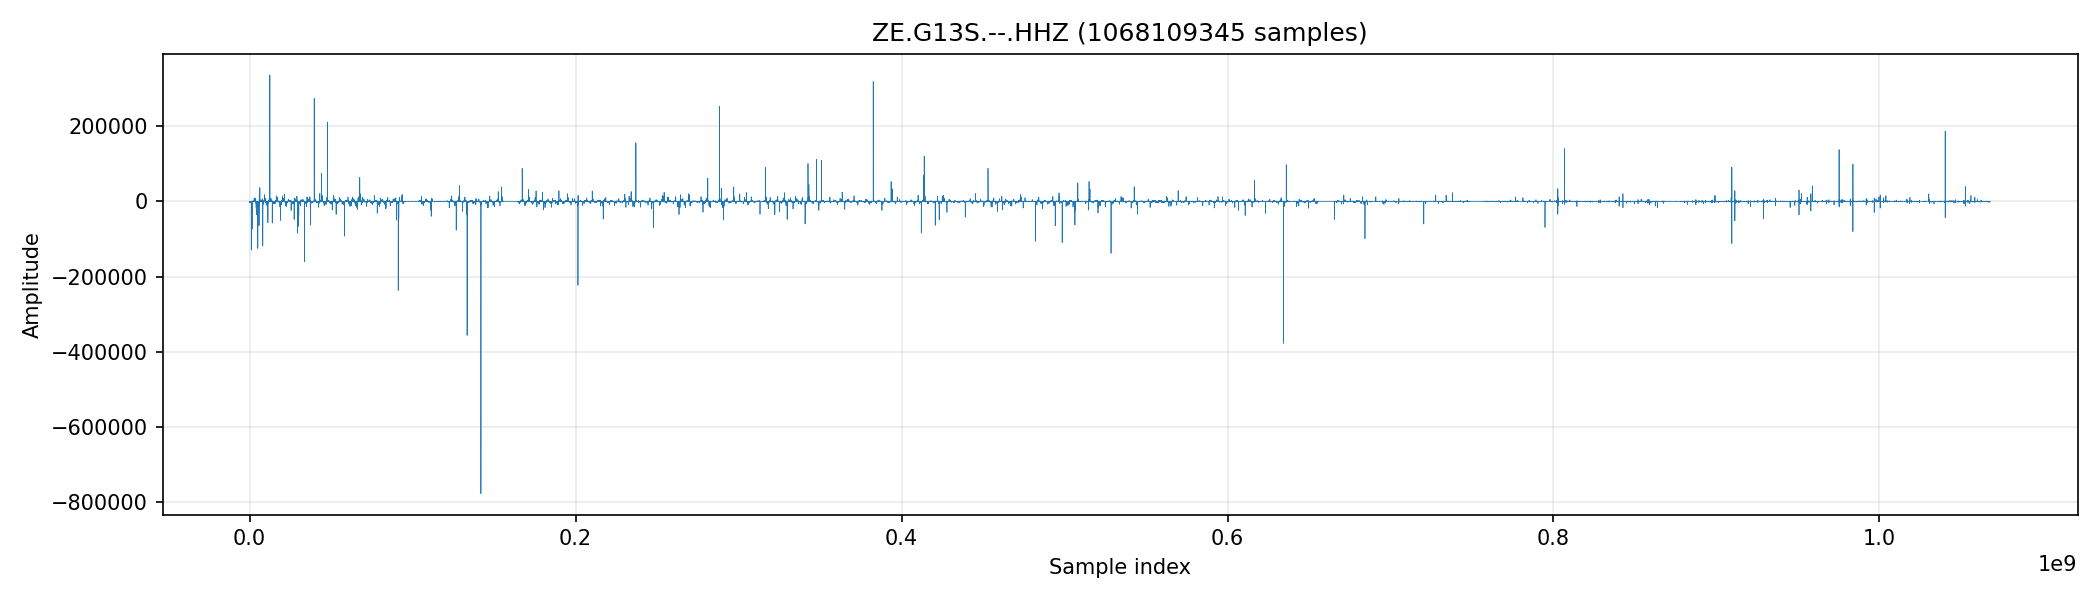 ZE.G13S.--.HHZ (1068109345 samples)
Amplitude
200000
0
−200000
−400000
−600000
−800000
0.0 0.2 0.4 0.6 0.8 1.0
1e9
Sample index